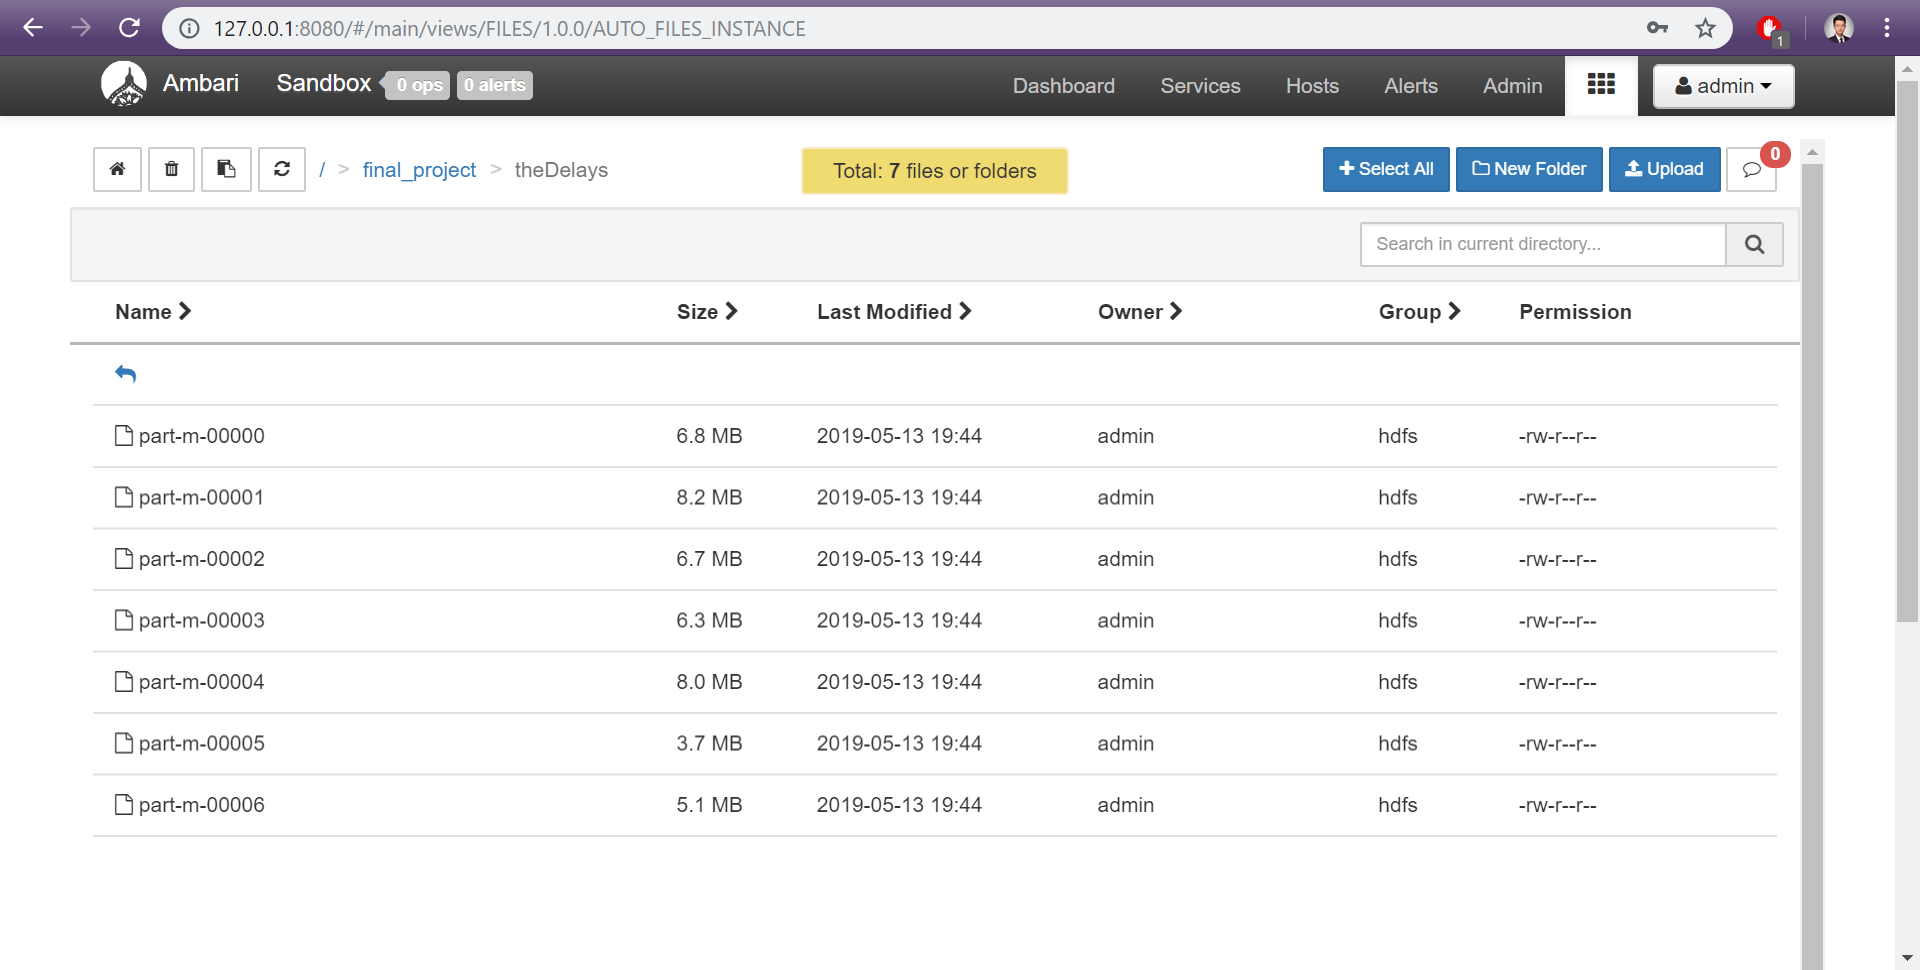 127.0.0.1:8080/#/main/views/FILES/1.0.0/AUTO_FILES_INSTANCE 1
Ambari Sandbox 0 ops 0 alerts Dashboard Services Hosts Alerts Admin admin
/ > final_project > theDelays Total: 7 files or folders Select All New Folder Upload 0
Search in current directory...
Name Size Last Modified Owner Group Permission
part-m-00000 6.8 MB 2019-05-13 19:44 admin hdfs -rw-r--r--
part-m-00001 8.2 MB 2019-05-13 19:44 admin hdfs -rw-r--r--
part-m-00002 6.7 MB 2019-05-13 19:44 admin hdfs -rw-r--r--
part-m-00003 6.3 MB 2019-05-13 19:44 admin hdfs -rw-r--r--
part-m-00004 8.0 MB 2019-05-13 19:44 admin hdfs -rw-r--r--
part-m-00005 3.7 MB 2019-05-13 19:44 admin hdfs -rw-r--r--
part-m-00006 5.1 MB 2019-05-13 19:44 admin hdfs -rw-r--r--